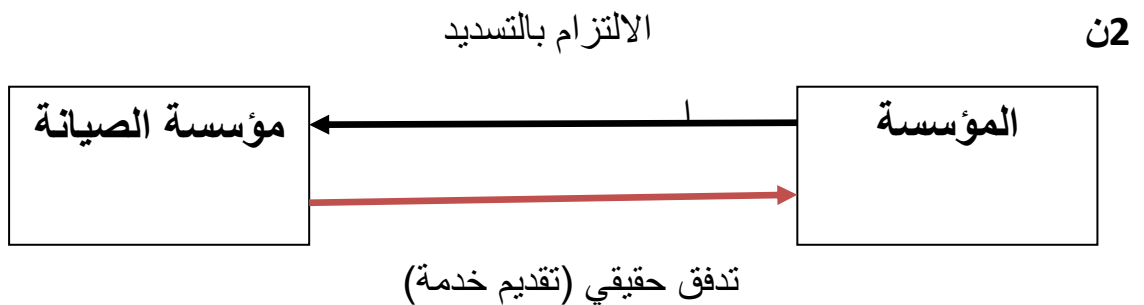 ن2
الالتزام بالتسديد
المؤسسة
ا
مؤسسة الصيانة
تدفق حقيقي (تقديم خدمة)